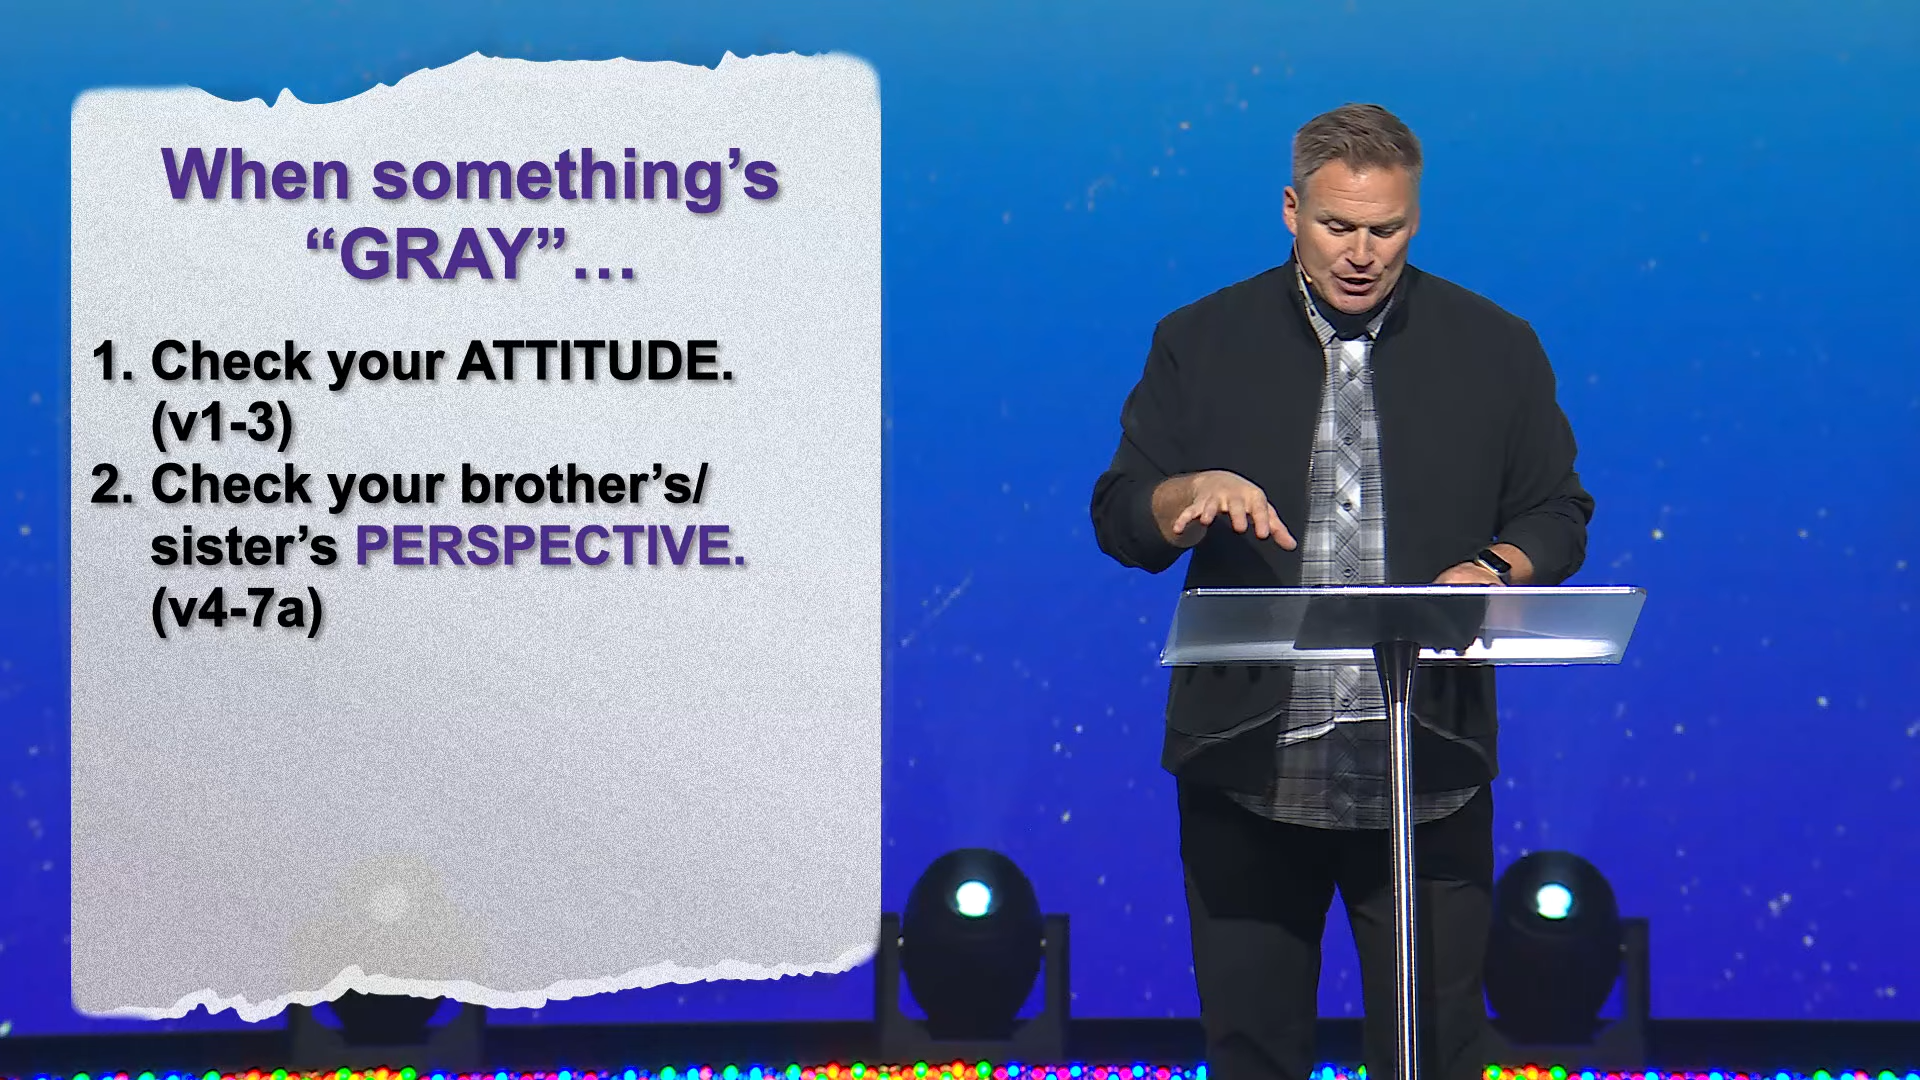 When something’s
“GRAY”…
1. Check your ATTITUDE.
(v1-3)
2. Check your brother’s/
sister’s PERSPECTIVE.
(v4-7a)